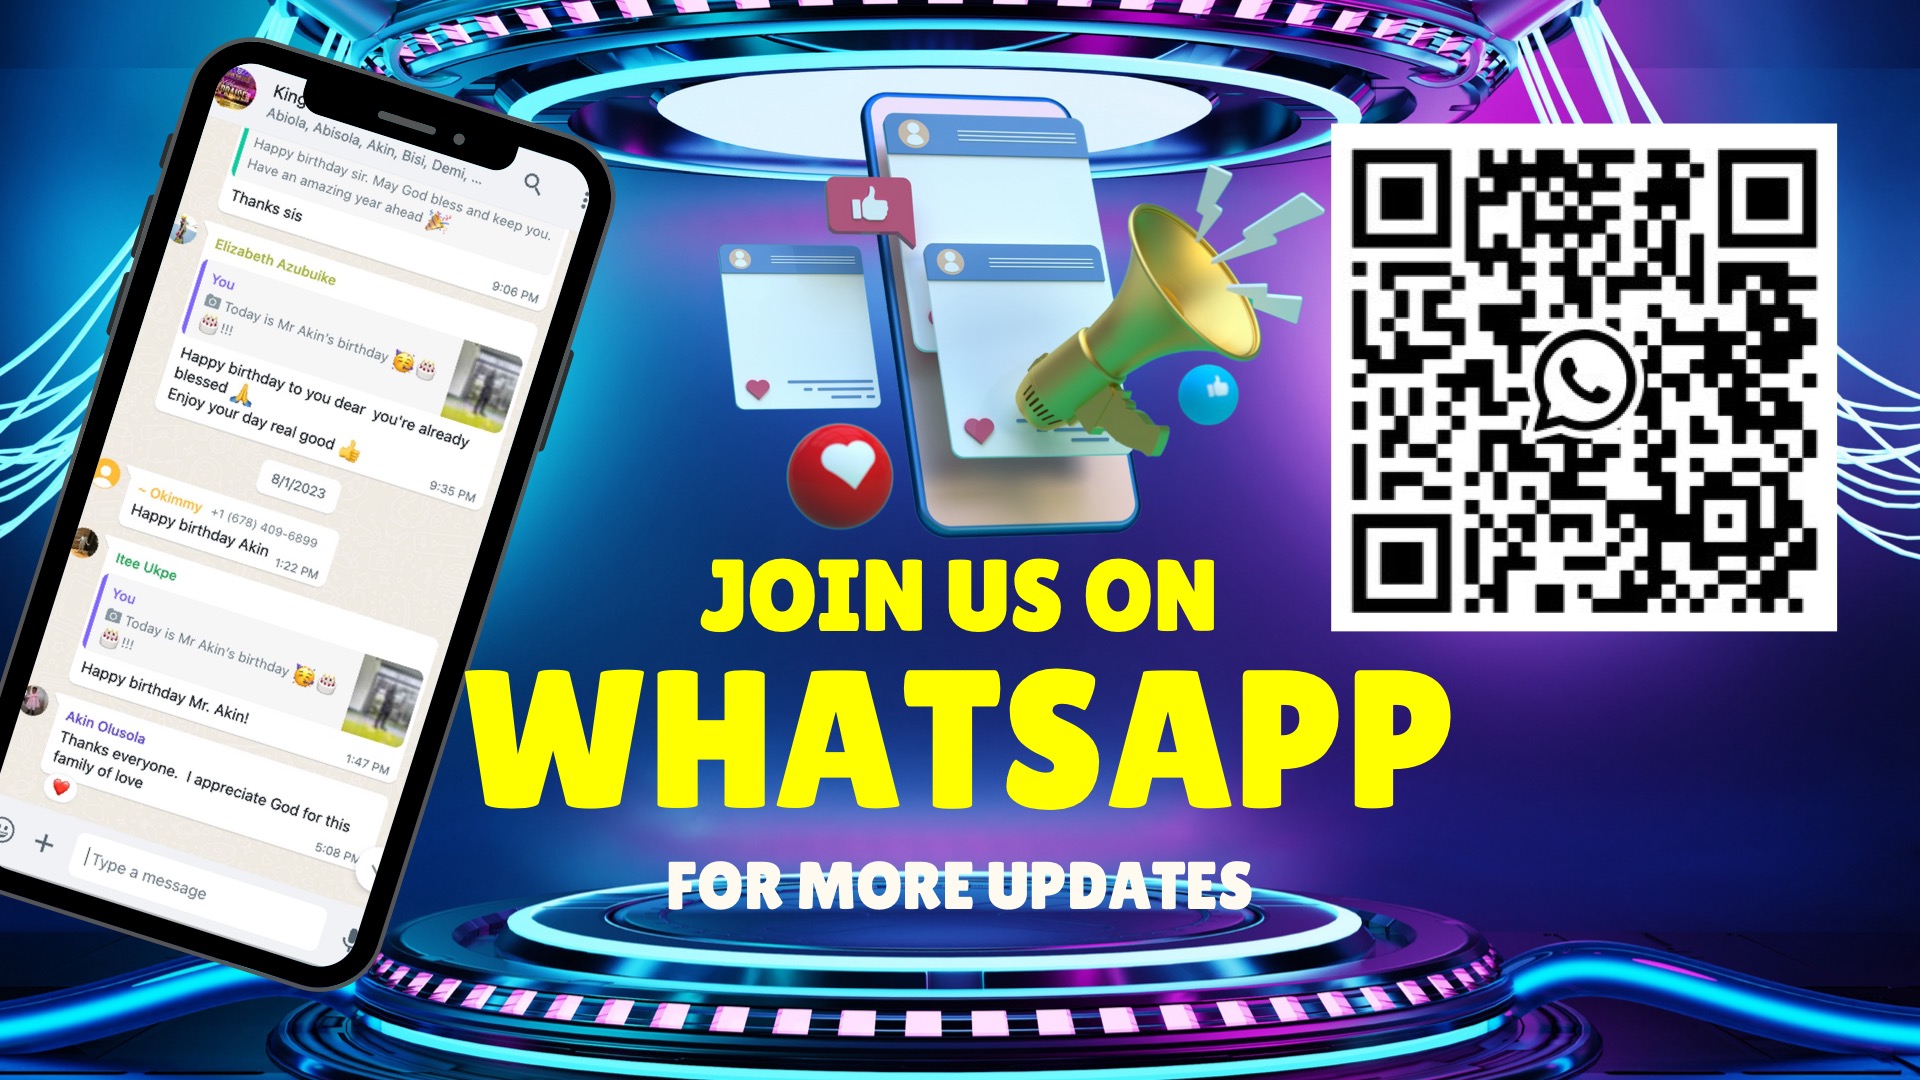 King
Abiola, Abisola, Akin, Bisi, Demi, ...
Happy birthday sir. May God bless and keep you.
Have an amazing year ahead 🎉
Thanks sis
9:06 PM
Elizabeth Azubuike
You
Today is Mr Akin's birthday 🥳🎂
🎂!!!
Happy birthday to you dear you're already
blessed 🙏
Enjoy your day real good 👍
9:35 PM
8/1/2023
~ Okimmy +1 (678) 409-6899
Happy birthday Akin
1:22 PM
Itee Ukpe
You
Today is Mr Akin's birthday 🥳🎂
🎂!!!
Happy birthday Mr. Akin!
1:47 PM
Akin Olusola
Thanks everyone. I appreciate God for this
family of love
5:08 PM
Type a message
JOIN US ON
WHATSAPP
FOR MORE UPDATES